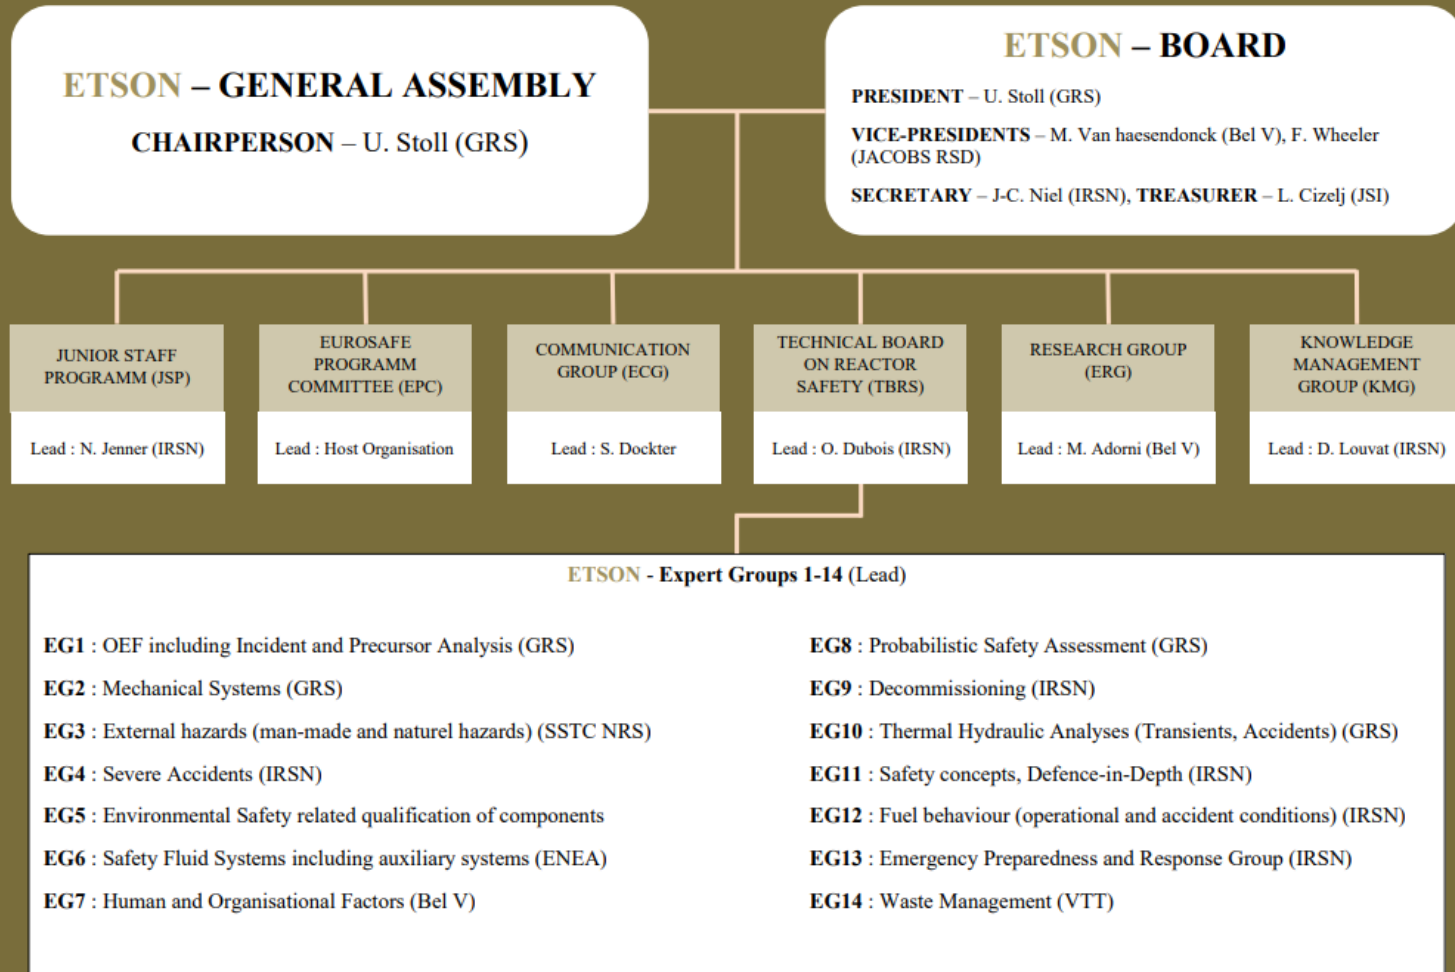 ETSON – GENERAL ASSEMBLY
CHAIRPERSON – U. Stoll (GRS)
ETSON – BOARD
PRESIDENT – U. Stoll (GRS)
VICE-PRESIDENTS – M. Van haesendonck (Bel V), F. Wheeler
(JACOBS RSD)
SECRETARY – J-C. Niel (IRSN), TREASURER – L. Cizelj (JSI)
JUNIOR STAFF
PROGRAMM (JSP)
Lead : N. Jenner (IRSN)
EUROSAFE
PROGRAMM
COMMITTEE (EPC)
Lead : Host Organisation
COMMUNICATION
GROUP (ECG)
Lead : S. Dockter
TECHNICAL BOARD
ON REACTOR
SAFETY (TBRS)
Lead : O. Dubois (IRSN)
RESEARCH GROUP
(ERG)
Lead : M. Adorni (Bel V)
KNOWLEDGE
MANAGEMENT
GROUP (KMG)
Lead : D. Louvat (IRSN)
ETSON - Expert Groups 1-14 (Lead)
EG1 : OEF including Incident and Precursor Analysis (GRS)
EG2 : Mechanical Systems (GRS)
EG3 : External hazards (man-made and naturel hazards) (SSTC NRS)
EG4 : Severe Accidents (IRSN)
EG5 : Environmental Safety related qualification of components
EG6 : Safety Fluid Systems including auxiliary systems (ENEA)
EG7 : Human and Organisational Factors (Bel V)
EG8 : Probabilistic Safety Assessment (GRS)
EG9 : Decommissioning (IRSN)
EG10 : Thermal Hydraulic Analyses (Transients, Accidents) (GRS)
EG11 : Safety concepts, Defence-in-Depth (IRSN)
EG12 : Fuel behaviour (operational and accident conditions) (IRSN)
EG13 : Emergency Preparedness and Response Group (IRSN)
EG14 : Waste Management (VTT)